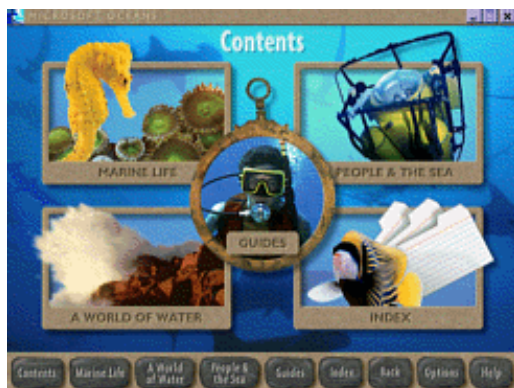 MICROSOFT OCEANS
Contents
MARINE LIFE
PEOPLE & THE SEA
GUIDES
A WORLD OF WATER
INDEX
Contents
Marine Life
A World
of Water
People &
the Sea
Guides
Index
Back
Options
Help